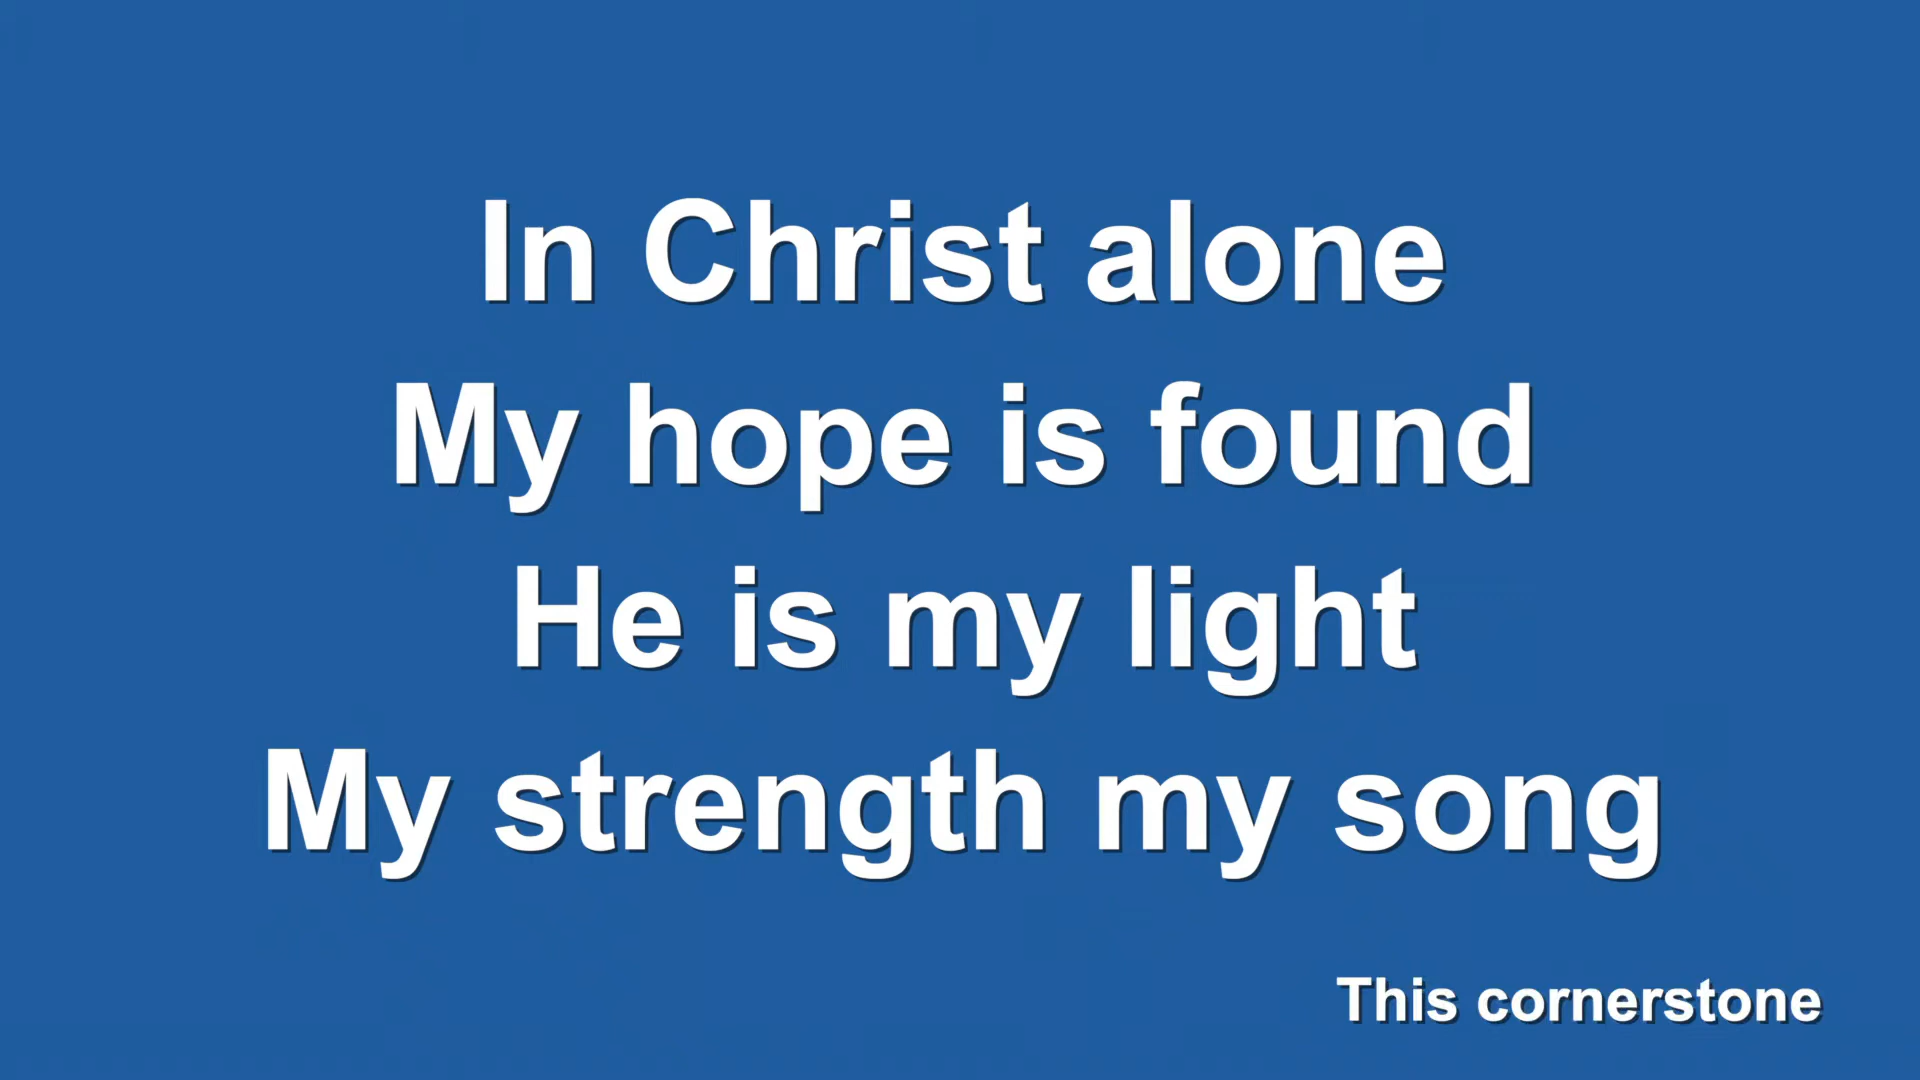 In Christ alone
My hope is found
He is my light
My strength my song
This cornerstone